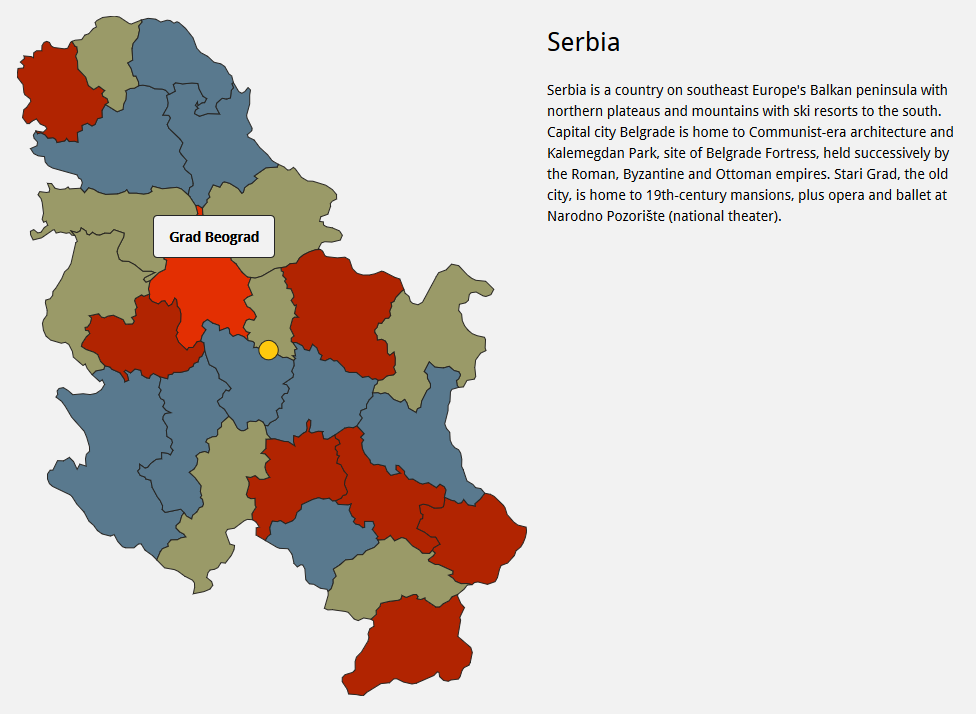 Serbia
Serbia is a country on southeast Europe's Balkan peninsula with
northern plateaus and mountains with ski resorts to the south.
Capital city Belgrade is home to Communist-era architecture and
Kalemegdan Park, site of Belgrade Fortress, held successively by
the Roman, Byzantine and Ottoman empires. Stari Grad, the old
city, is home to 19th-century mansions, plus opera and ballet at
Narodno Pozorište (national theater).
Grad Beograd